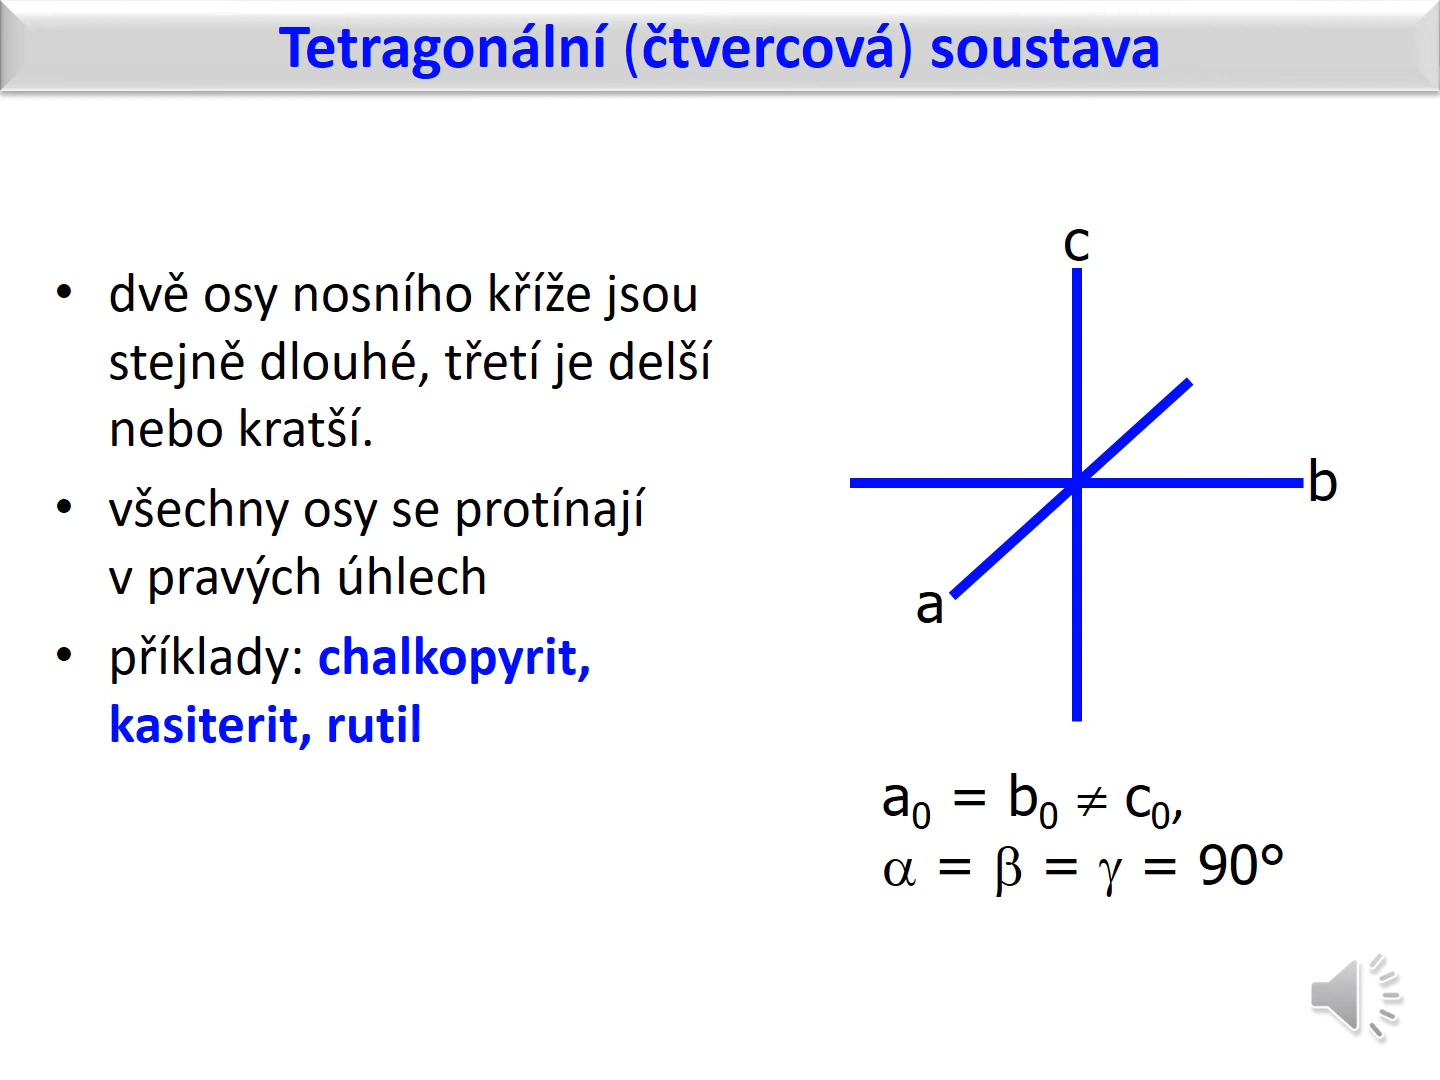 Tetragonální (čtvercová) soustava
• dvě osy nosního kříže jsou
stejně dlouhé, třetí je delší
nebo kratší.
• všechny osy se protínají
v pravých úhlech
• příklady: chalkopyrit,
kasiterit, rutil
c
b
a
a₀ = b₀ ≠ c₀,
α = β = γ = 90°